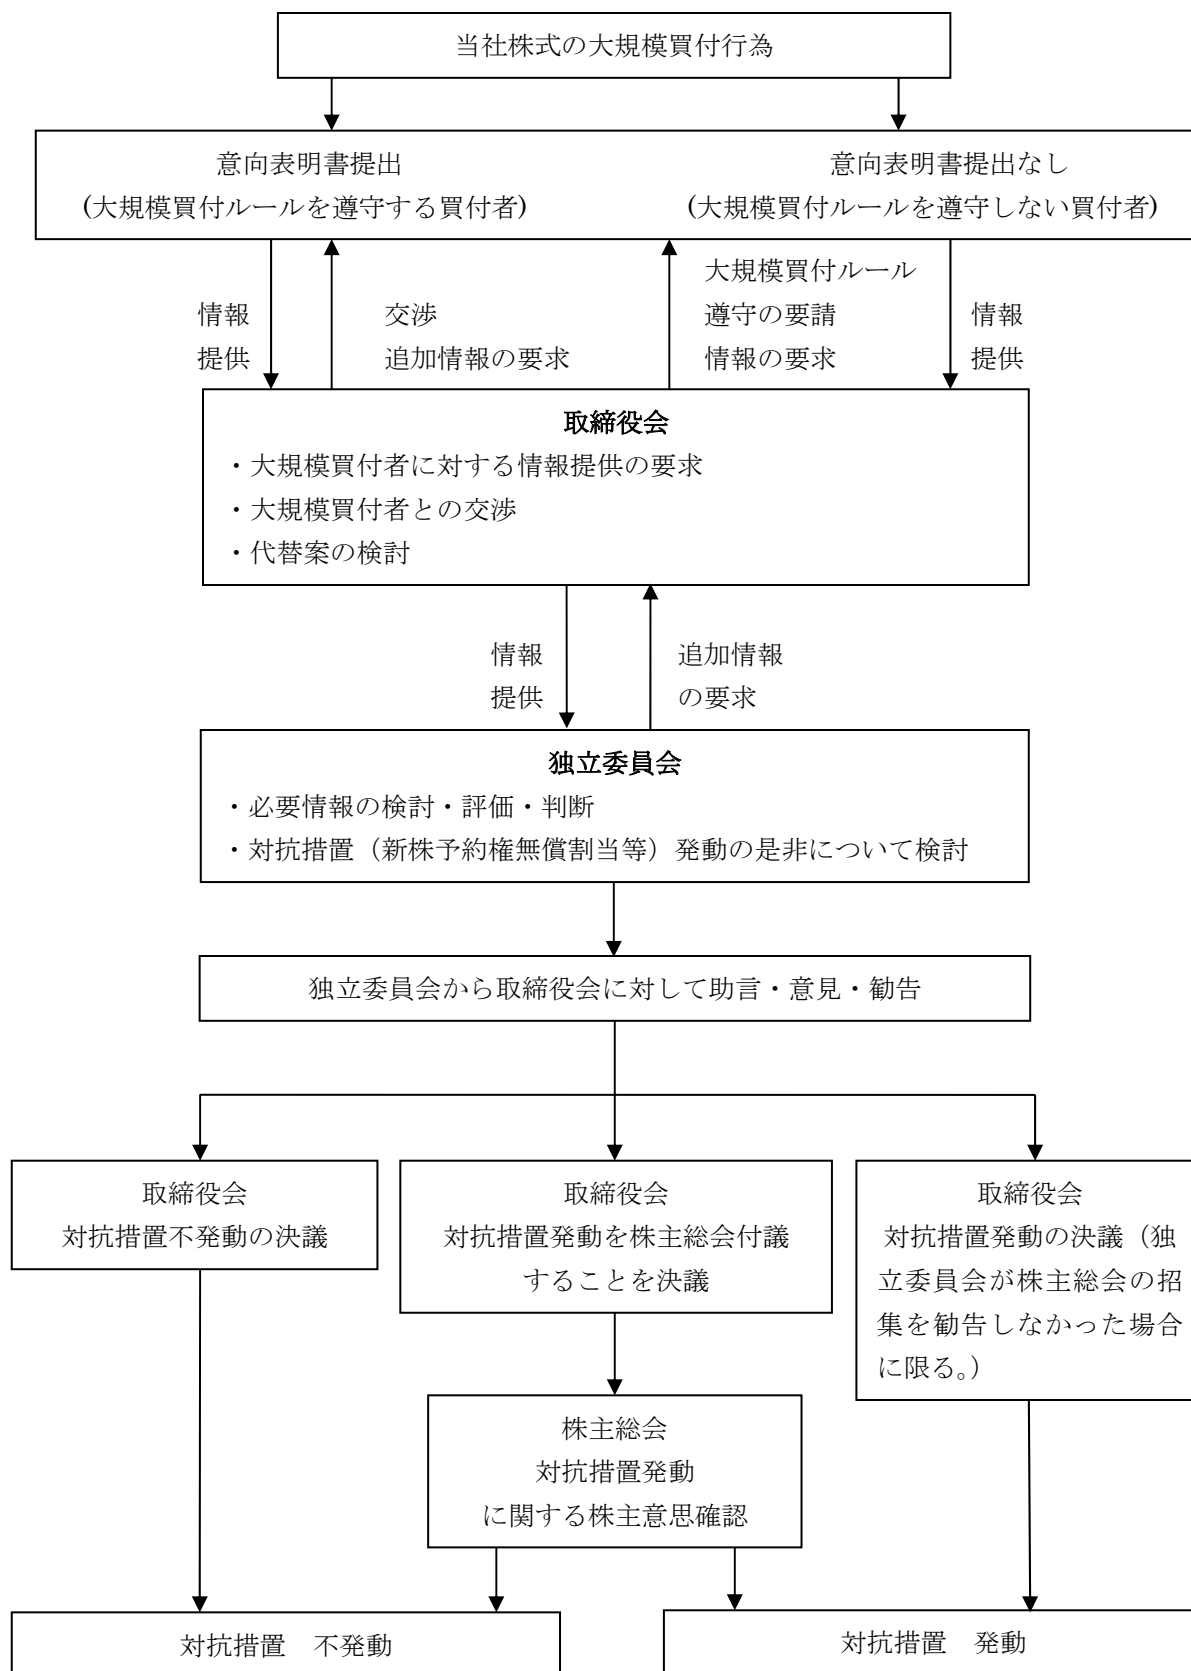 当社株式の大規模買付行為
意向表明書提出
(大規模買付ルールを遵守する買付者)
意向表明書提出なし
(大規模買付ルールを遵守しない買付者)
情報
提供
交渉
追加情報の要求
大規模買付ルール
遵守の要請
情報の要求
情報
提供
取締役会
・大規模買付者に対する情報提供の要求
・大規模買付者との交渉
・代替案の検討
情報
提供
追加情報
の要求
独立委員会
・必要情報の検討・評価・判断
・対抗措置（新株予約権無償割当等）発動の是非について検討
独立委員会から取締役会に対して助言・意見・勧告
取締役会
対抗措置不発動の決議
取締役会
対抗措置発動を株主総会付議
することを決議
取締役会
対抗措置発動の決議（独
立委員会が株主総会の招
集を勧告しなかった場合
に限る。）
株主総会
対抗措置発動
に関する株主意思確認
対抗措置　不発動
対抗措置　発動